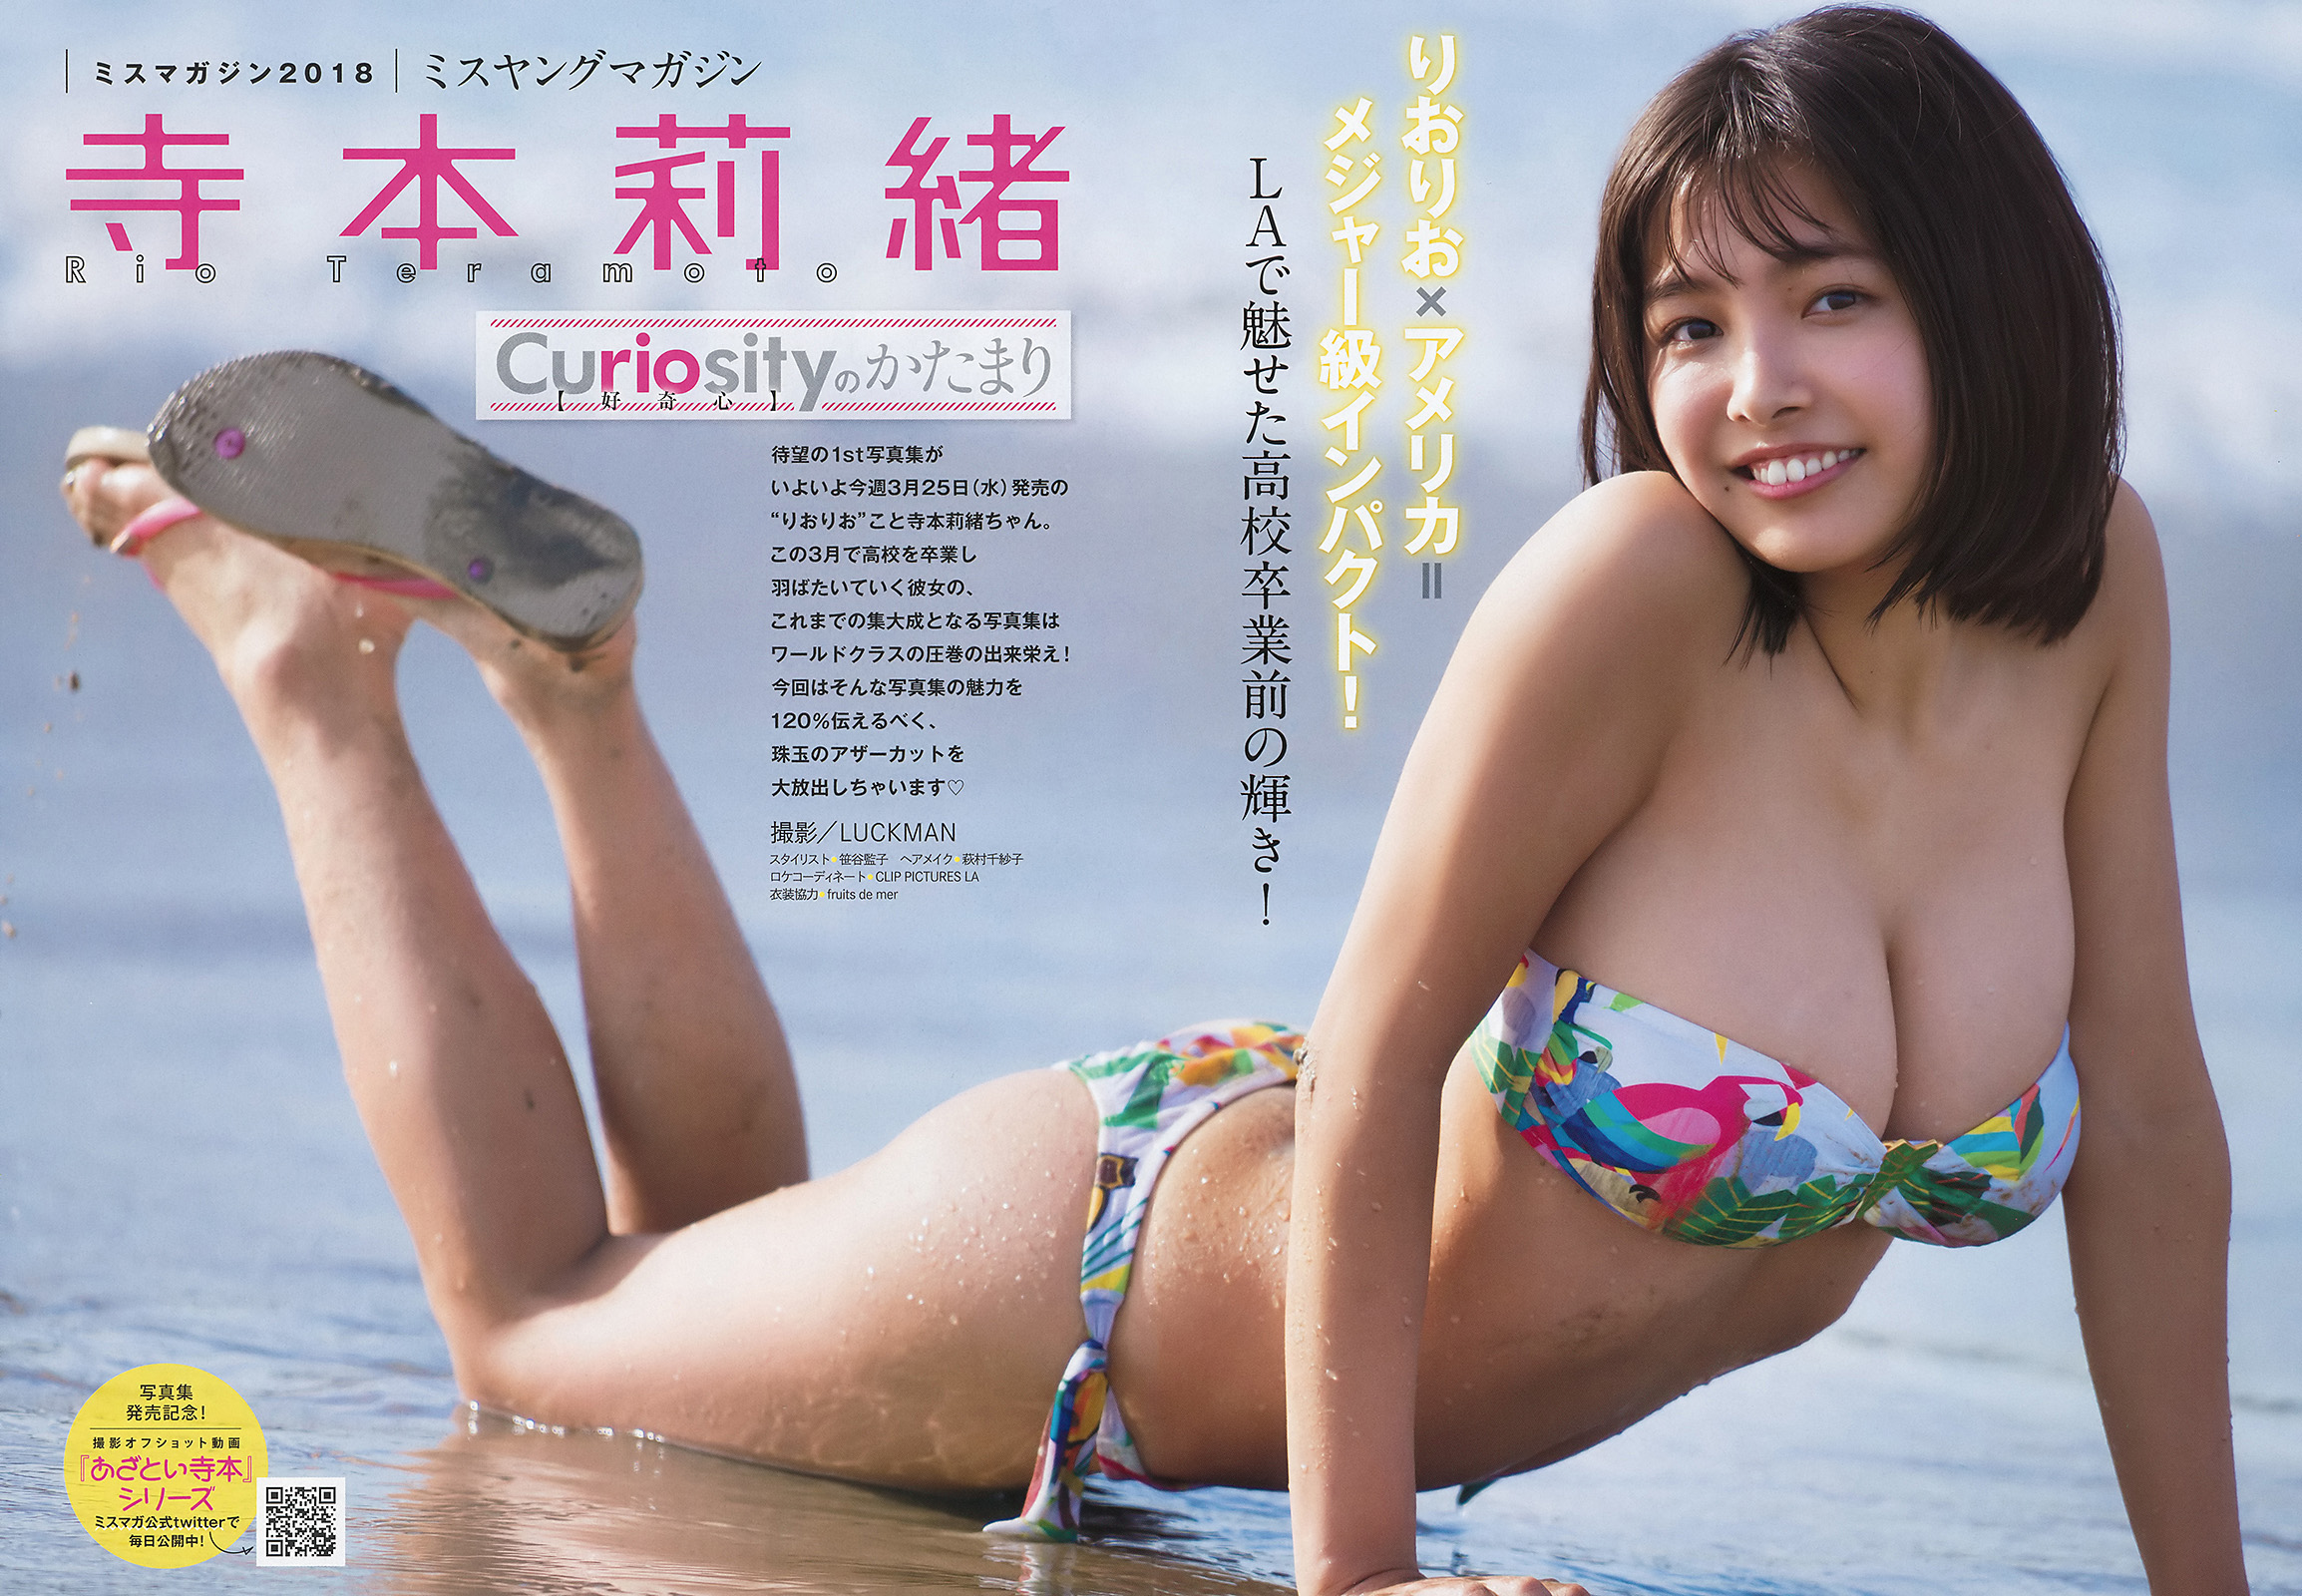 ミスマガジン2018
ミスヤングマガジン
寺本莉緒
Rio Teramoto
Curiosityのかたまり
【好奇心】
待望の1st写真集が
いよいよ今週3月25日(水)発売の
“りおりお”こと寺本莉緒ちゃん。
この3月で高校を卒業し
羽ばたいていく彼女の、
これまでの集大成となる写真集は
ワールドクラスの圧巻の出来栄え!
今回はそんな写真集の魅力を
120%伝えるべく、
珠玉のアザーカットを
大放出しちゃいます♡
撮影／LUCKMAN
スタイリスト●笹谷監子 ヘアメイク●萩村千紗子
ロケコーディネート●CLIP PICTURES LA
衣装協力●fruits de mer
りおりお×アメリカ=
メジャー級インパクト!
LAで魅せた高校卒業前の輝き!
写真集
発売記念!
撮影オフショット動画
『あざとい寺本』
シリーズ
ミスマガ公式twitterで
毎日公開中!